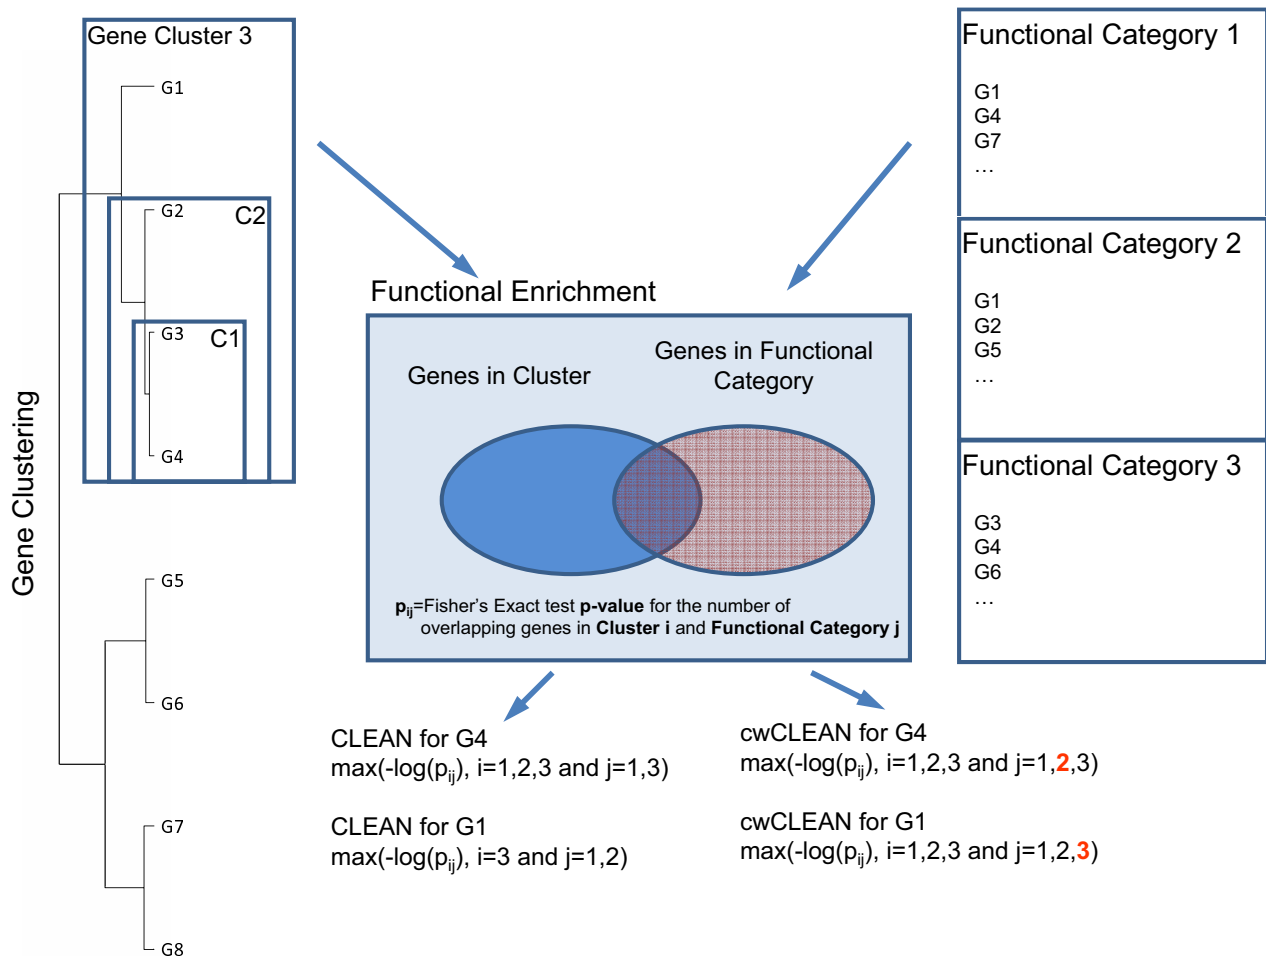 Gene Clustering
Gene Cluster 3
G1
G2
C2
G3
C1
G4
G5
G6
G7
G8
Functional Enrichment
Genes in Cluster
Genes in Functional
Category
pij=Fisher's Exact test p-value for the number of
overlapping genes in Cluster i and Functional Category j
CLEAN for G4
max(-log(pij), i=1,2,3 and j=1,3)
CLEAN for G1
max(-log(pij), i=3 and j=1,2)
cwCLEAN for G4
max(-log(pij), i=1,2,3 and j=1,2,3)
cwCLEAN for G1
max(-log(pij), i=1,2,3 and j=1,2,3)
Functional Category 1
G1
G4
G7
…
Functional Category 2
G1
G2
G5
…
Functional Category 3
G3
G4
G6
…